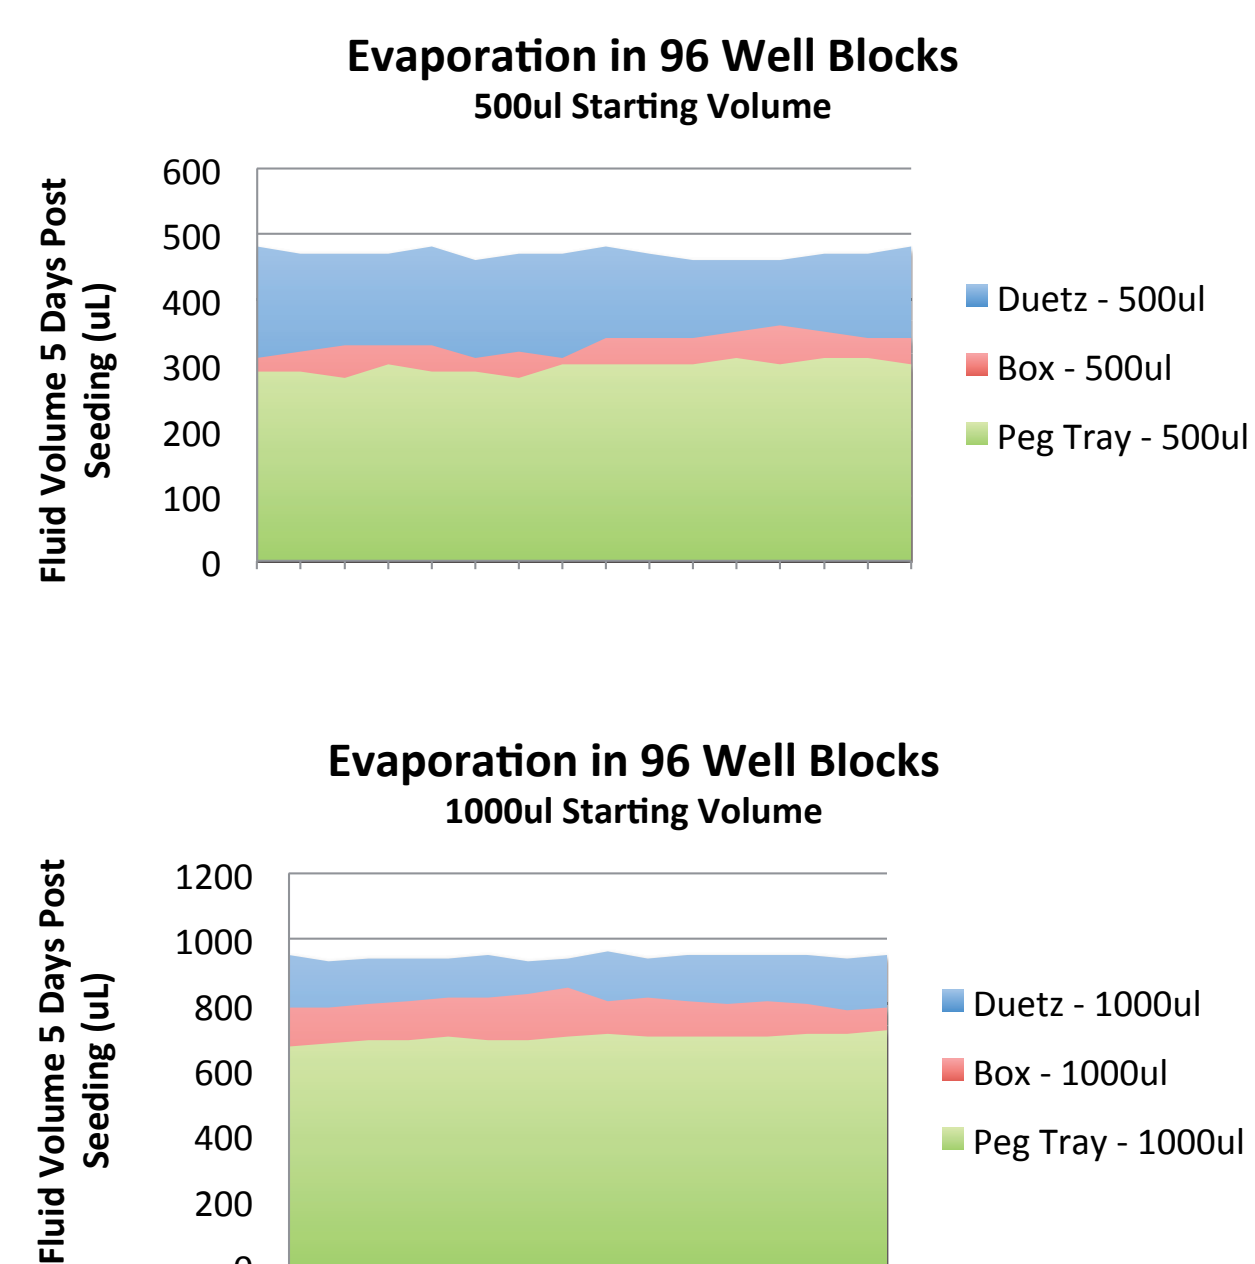 Evaporation in 96 Well Blocks
500ul Starting Volume
Fluid Volume 5 Days Post
Seeding (uL)
600
500
400
300
200
100
0
Duetz - 500ul
Box - 500ul
Peg Tray - 500ul
Evaporation in 96 Well Blocks
1000ul Starting Volume
Fluid Volume 5 Days Post
Seeding (uL)
1200
1000
800
600
400
200
0
Duetz - 1000ul
Box - 1000ul
Peg Tray - 1000ul